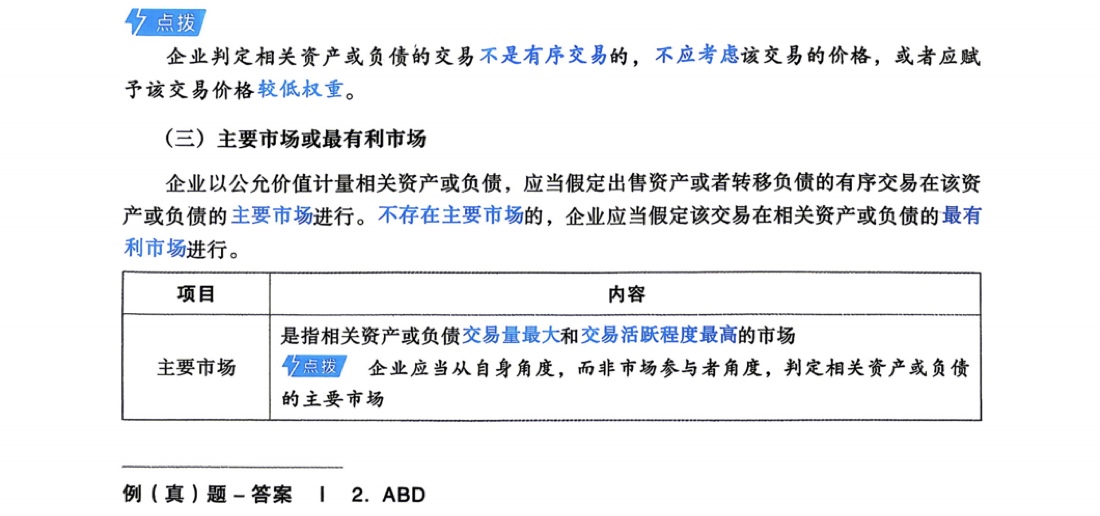 点拨
企业判定相关资产或负债的交易不是有序交易的，不应考虑该交易的价格，或者应赋
予该交易价格较低权重。
（三）主要市场或最有利市场
企业以公允价值计量相关资产或负债，应当假定出售资产或者转移负债的有序交易在该资
产或负债的主要市场进行。不存在主要市场的，企业应当假定该交易在相关资产或负债的最有
利市场进行。
项目 内容
主要市场
是指相关资产或负债交易量最大和交易活跃程度最高的市场
点拨 企业应当从自身角度，而非市场参与者角度，判定相关资产或负债
的主要市场
例（真）题–答案 | 2. ABD